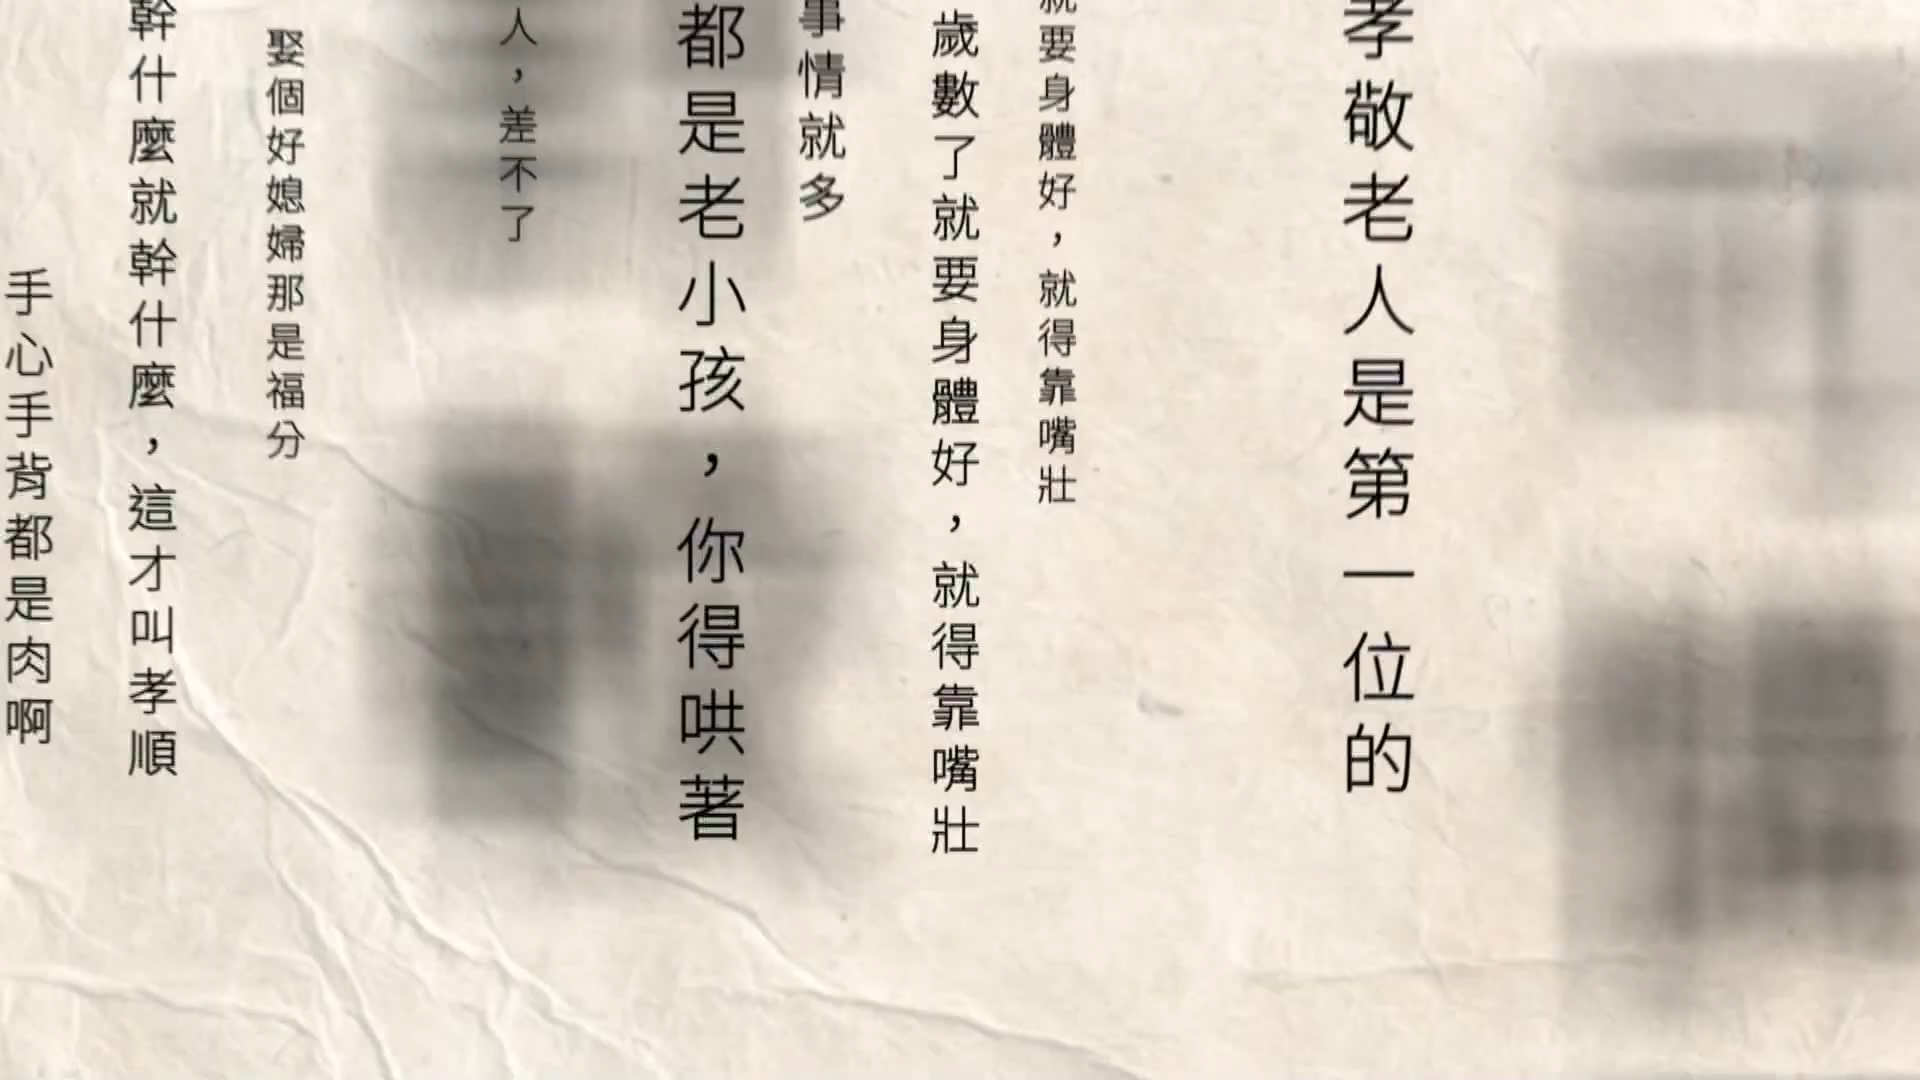 孝敬老人是第一位的
就要身體好，就得靠嘴壯
歲數了就要身體好，就得靠嘴壯
事情就多
都是老小孩，你得哄著
人，差不了
娶個好媳婦那是福分
幹什麼就幹什麼，這才叫孝順
手心手背都是肉啊